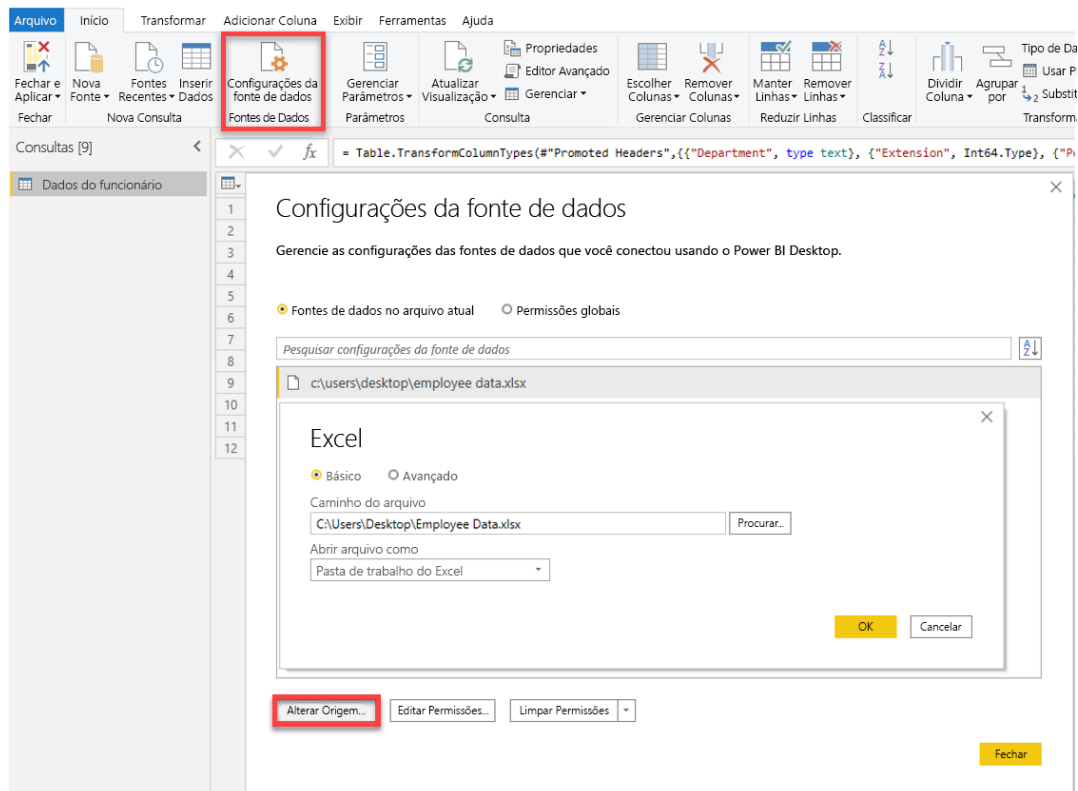 Arquivo Início Transformar Adicionar Coluna Exibir Ferramentas Ajuda
Fechar e Aplicar
Nova Fonte
Fontes Recentes
Inserir Dados
Configurações da fonte de dados
Gerenciar Parâmetros
Atualizar Visualização
Propriedades
Editor Avançado
Gerenciar
Escolher Colunas
Remover Colunas
Manter Linhas
Remover Linhas
Dividir Coluna
Agrupar por
Tipo de Da
Usar P
Substit
Fechar Nova Consulta Fontes de Dados Parâmetros Consulta Gerenciar Colunas Reduzir Linhas Classificar Transforma
Consultas [9]
fx = Table.TransformColumnTypes(#"Promoted Headers",{{"Department", type text}, {"Extension", Int64.Type}, {"P
Dados do funcionário
1
2
3
4
5
6
7
8
9
10
11
12
Configurações da fonte de dados
Gerencie as configurações das fontes de dados que você conectou usando o Power BI Desktop.
Fontes de dados no arquivo atual Permissões globais
Pesquisar configurações da fonte de dados
c:\users\desktop\employee data.xlsx
Excel
Básico Avançado
Caminho do arquivo
C:\Users\Desktop\Employee Data.xlsx Procurar...
Abrir arquivo como
Pasta de trabalho do Excel
OK Cancelar
Alterar Origem... Editar Permissões... Limpar Permissões
Fechar